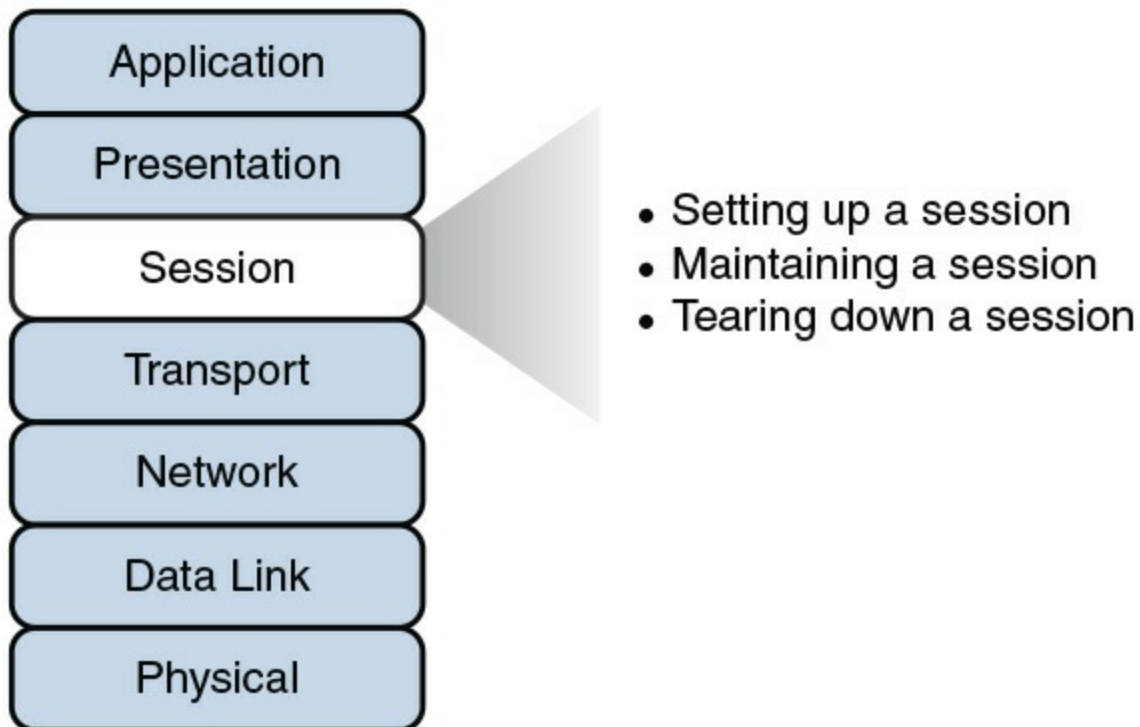 Application
Presentation
Session
Transport
Network
Data Link
Physical
• Setting up a session
• Maintaining a session
• Tearing down a session